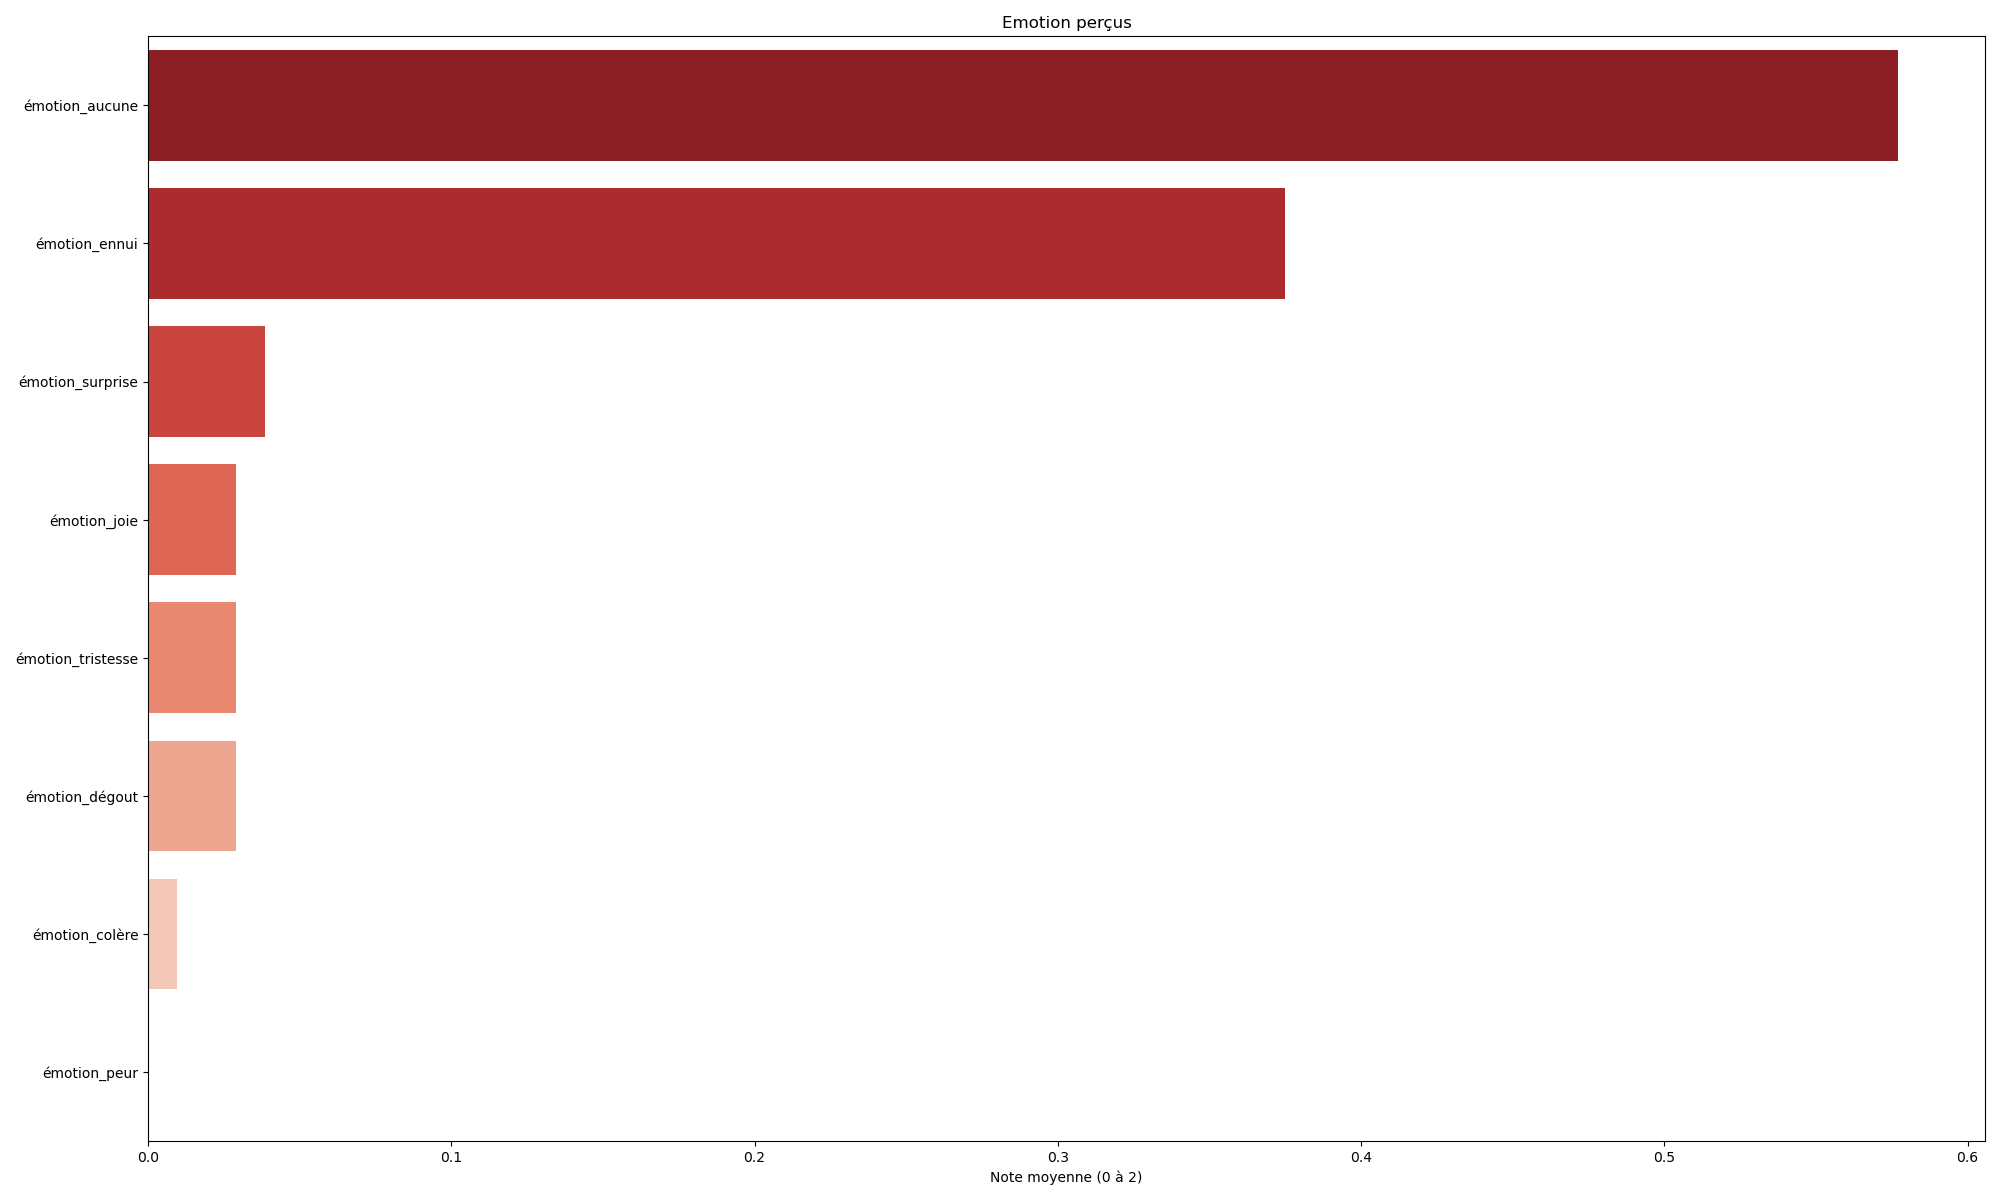 Emotion perçus
émotion_aucune
émotion_ennui
émotion_surprise
émotion_joie
émotion_tristesse
émotion_dégout
émotion_colère
émotion_peur
0.0 0.1 0.2 0.3 0.4 0.5 0.6
Note moyenne (0 à 2)